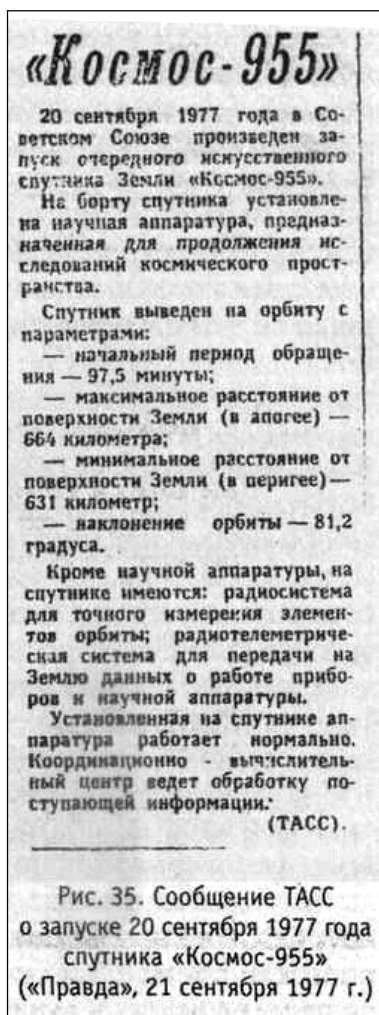 «Космос-955»
20 сентября 1977 года в Со-
ветском Союзе произведен за-
пуск очередного искусственного
спутника Земли «Космос-955».
На борту спутника установле-
на научная аппаратура, предназ-
наченная для продолжения ис-
следований космического прост-
ранства.
Спутник выведен на орбиту с
параметрами:
— начальный период обраще-
ния — 97,5 минуты;
— максимальное расстояние от
поверхности Земли (в апогее) —
664 километра;
— минимальное расстояние от
поверхности Земли (в перигее)—
631 километр;
— наклонение орбиты — 81,2
градуса.
Кроме научной аппаратуры, на
спутнике имеются: радиосистема
для точного измерения элемен-
тов орбиты; радиотелеметриче-
ская система для передачи на
Землю данных о работе прибо-
ров и научной аппаратуры.
Установленная на спутнике ап-
паратура работает нормально.
Координационно - вычислитель-
ный центр ведет обработку по-
ступающей информации.
(ТАСС).
Рис. 35. Сообщение ТАСС
о запуске 20 сентября 1977 года
спутника «Космос-955»
(«Правда», 21 сентября 1977 г.)